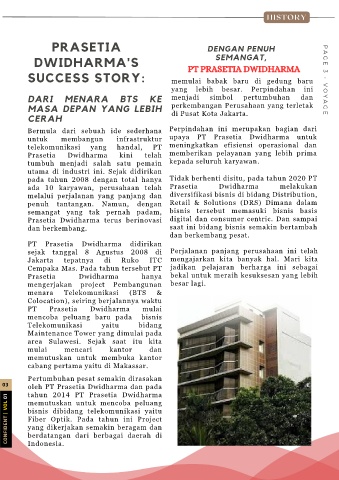 HISTORY
PRASETIA
DWIDHARMA'S
SUCCESS STORY:
DARI MENARA BTS KE
MASA DEPAN YANG LEBIH
CERAH
Bermula dari sebuah ide sederhana
untuk membangun infrastruktur
telekomunikasi yang handal, PT
Prasetia Dwidharma kini telah
tumbuh menjadi salah satu pemain
utama di industri ini. Sejak didirikan
pada tahun 2008 dengan total hanya
ada 10 karyawan, perusahaan telah
melalui perjalanan yang panjang dan
penuh tantangan. Namun, dengan
semangat yang tak pernah padam,
Prasetia Dwidharma terus berinovasi
dan berkembang.
PT Prasetia Dwidharma didirikan
sejak tanggal 8 Agustus 2008 di
Jakarta tepatnya di Ruko ITC
Cempaka Mas. Pada tahun tersebut PT
Prasetia Dwidharma hanya
mengerjakan project Pembangunan
menara Telekomunikasi (BTS &
Colocation), seiring berjalannya waktu
PT Prasetia Dwidharma mulai
mencoba peluang baru pada bisnis
Telekomunikasi yaitu bidang
Maintenance Tower yang dimulai pada
area Sulawesi. Sejak saat itu kita
mulai mencari kantor dan
memutuskan untuk membuka kantor
cabang pertama yaitu di Makassar.
Pertumbuhan pesat semakin dirasakan
oleh PT Prasetia Dwidharma dan pada
tahun 2014 PT Prasetia Dwidharma
memutuskan untuk mencoba peluang
bisnis dibidang telekomunikasi yaitu
Fiber Optik. Pada tahun ini Project
yang dikerjakan semakin beragam dan
berdatangan dari berbagai daerah di
Indonesia.
DENGAN PENUH
SEMANGAT,
PT PRASETIA DWIDHARMA
memulai babak baru di gedung baru
yang lebih besar. Perpindahan ini
menjadi simbol pertumbuhan dan
perkembangan Perusahaan yang terletak
di Pusat Kota Jakarta.
Perpindahan ini merupakan bagian dari
upaya PT Prasetia Dwidharma untuk
meningkatkan efisiensi operasional dan
memberikan pelayanan yang lebih prima
kepada seluruh karyawan.
Tidak berhenti disitu, pada tahun 2020 PT
Prasetia Dwidharma melakukan
diversifikasi bisnis di bidang Distribution,
Retail & Solutions (DRS) Dimana dalam
bisnis tersebut memasuki bisnis basis
digital dan consumer centric. Dan sampai
saat ini bidang bisnis semakin bertambah
dan berkembang pesat.
Perjalanan panjang perusahaan ini telah
mengajarkan kita banyak hal. Mari kita
jadikan pelajaran berharga ini sebagai
bekal untuk meraih kesuksesan yang lebih
besar lagi.
PAGE 3 - VOYAGE
03
CONFIDENT | VOL 01